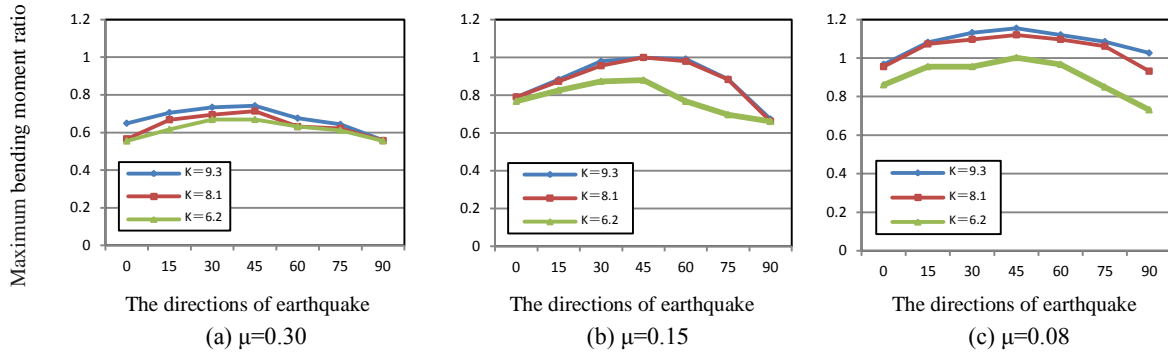 Maximum bending moment ratio
1.2
1
0.8
0.6
0.4
0.2
0
K=9.3
K=8.1
K=6.2
0 15 30 45 60 75 90
The directions of earthquake
(a) μ=0.30
1.2
1
0.8
0.6
0.4
0.2
0
K=9.3
K=8.1
K=6.2
0 15 30 45 60 75 90
The directions of earthquake
(b) μ=0.15
1.2
1
0.8
0.6
0.4
0.2
0
K=9.3
K=8.1
K=6.2
0 15 30 45 60 75 90
The directions of earthquake
(c) μ=0.08